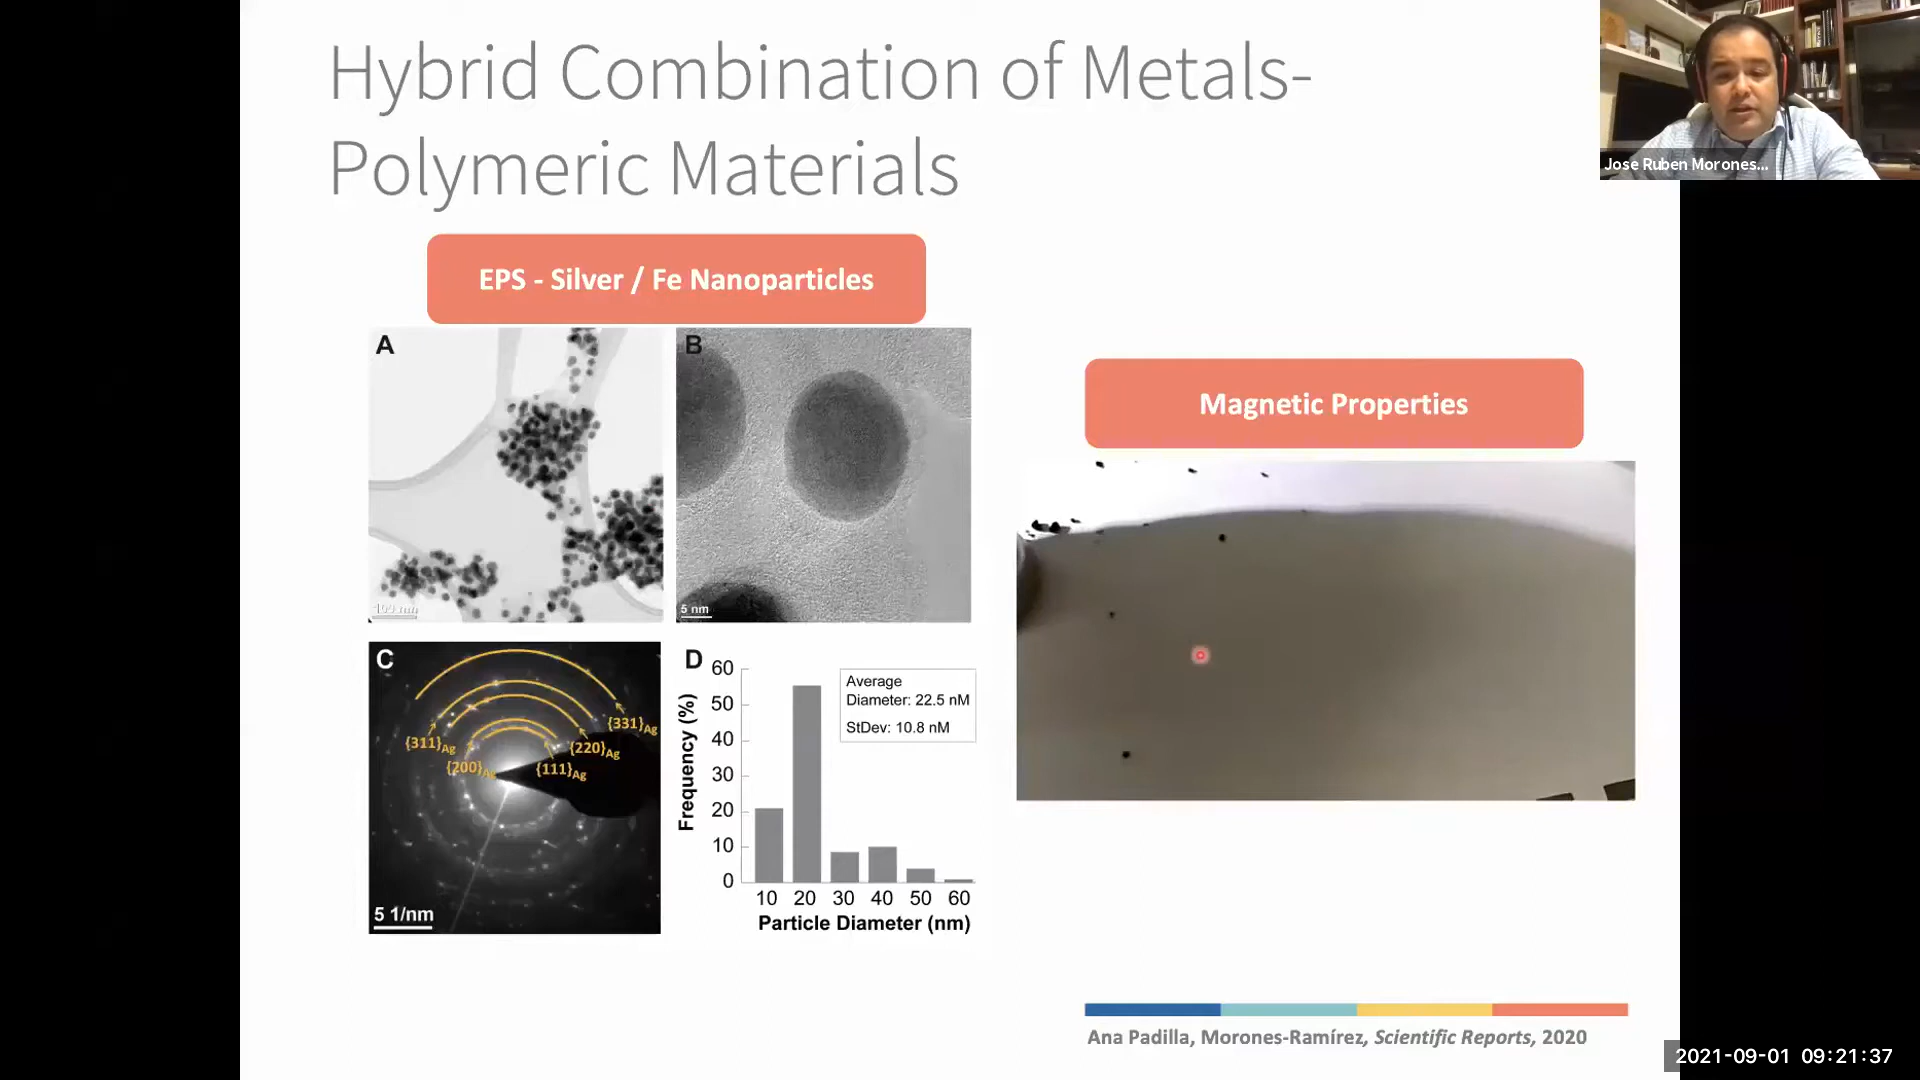 Hybrid Combination of Metals-
Polymeric Materials
Jose Ruben Morones...
EPS - Silver / Fe Nanoparticles
Magnetic Properties
A
B
100 nm
5 nm
C
{331}Ag
{311}Ag
{220}Ag
{200}Ag
{111}Ag
5 1/nm
D
Frequency (%)
60
50
40
30
20
10
0
Average
Diameter: 22.5 nM
StDev: 10.8 nM
10 20 30 40 50 60
Particle Diameter (nm)
Ana Padilla, Morones-Ramírez, Scientific Reports, 2020
2021-09-01 09:21:37